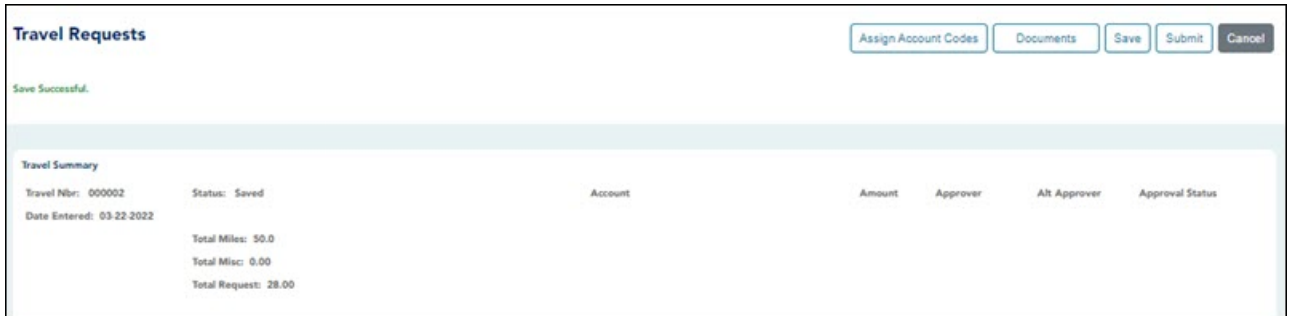 Travel Requests
Assign Account Codes Documents Save Submit Cancel
Save Successful.
Travel Summary
Travel Nbr: 000002 Status: Saved Account Amount Approver Alt Approver Approval Status
Date Entered: 03-22-2022
Total Miles: 50.0
Total Misc: 0.00
Total Request: 28.00